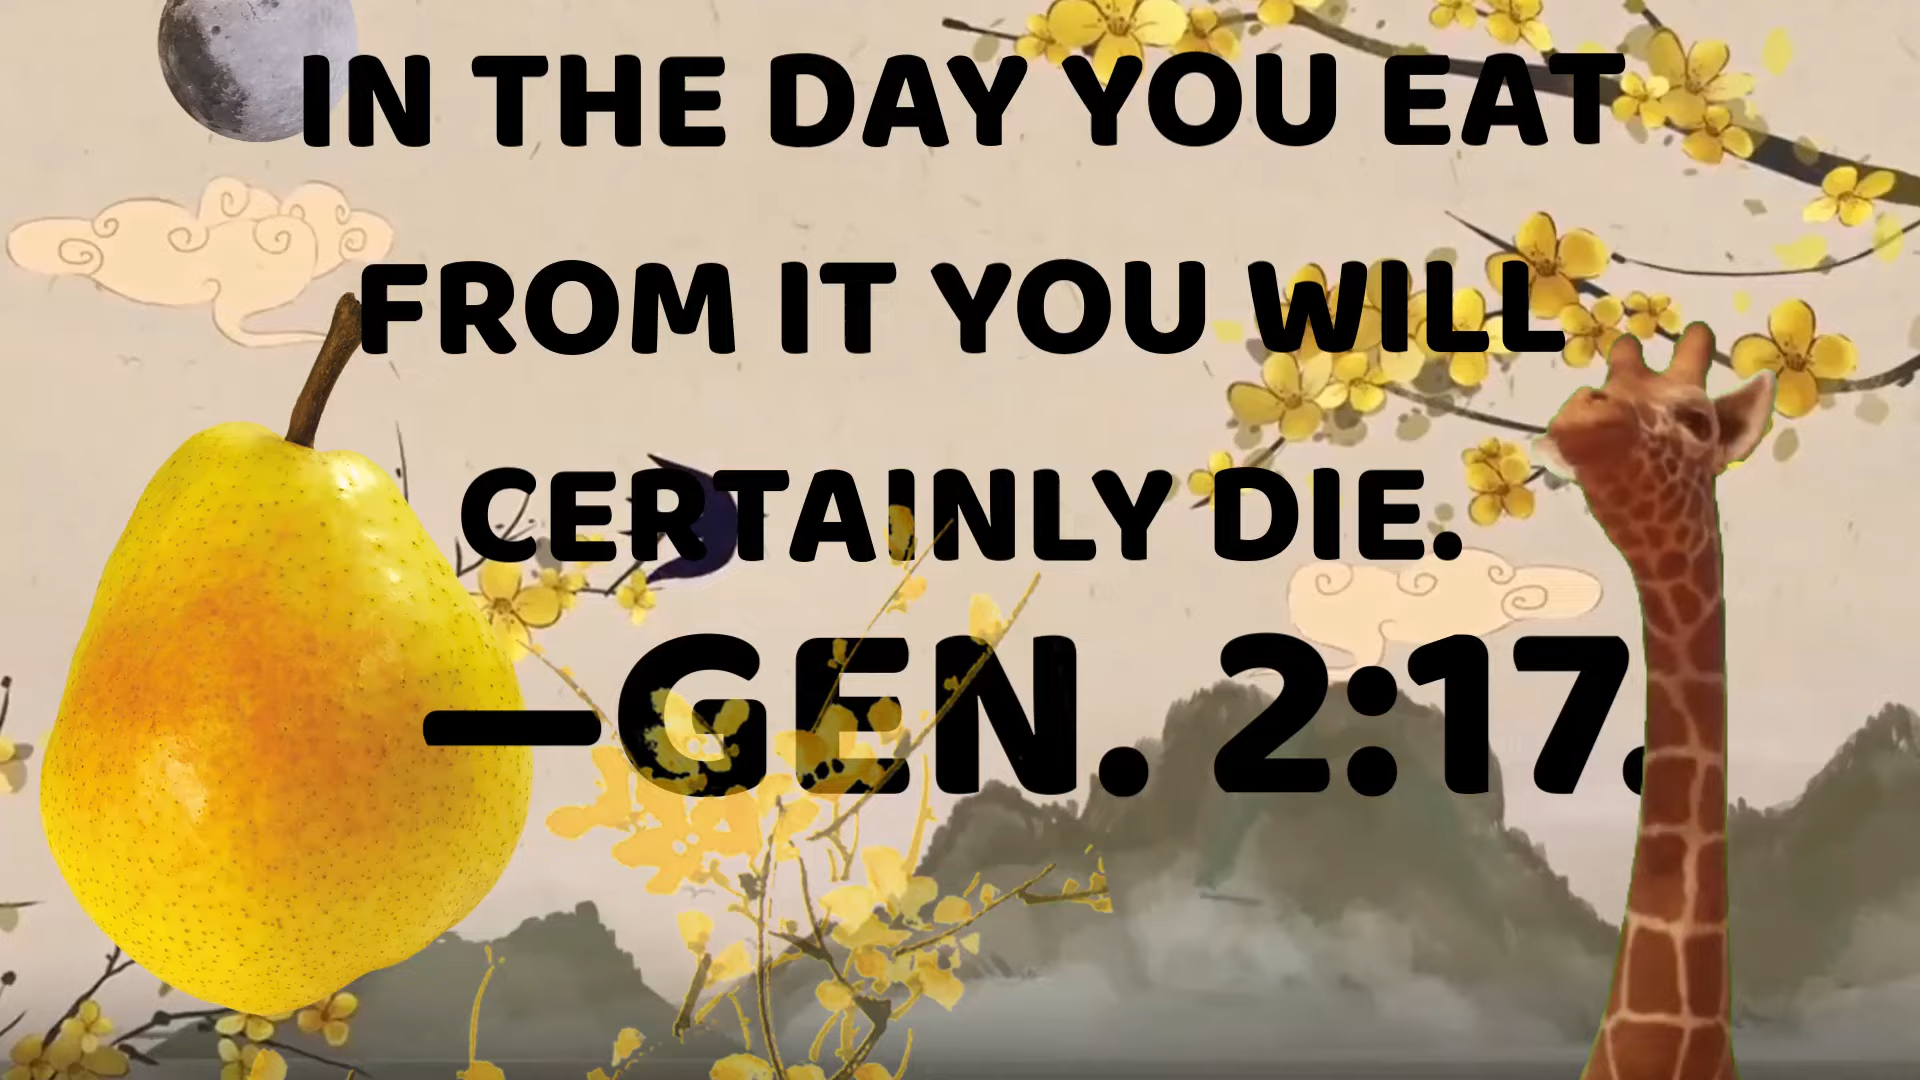 IN THE DAY YOU EAT
FROM IT YOU WILL
CERTAINLY DIE.
—GEN. 2:17.